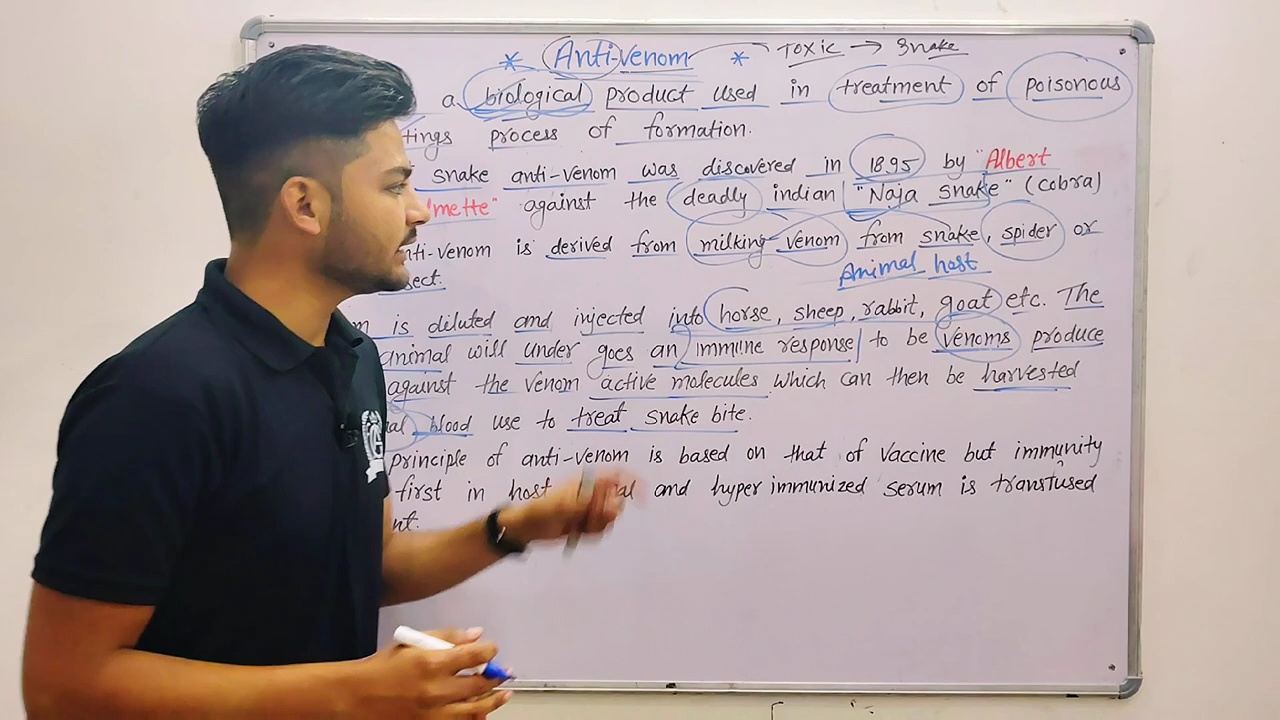 * Anti-venom * Toxic → Snake
a biological product used in treatment of poisonous
tings process of formation.
snake anti-venom was discovered in 1895 by "Albert
mette" against the deadly indian "Naja snake" (cobra)
nti-venom is derived from milking venom from snake, spider or
sect. Animal host
is diluted and injected into horse, sheep, rabbit, goat etc. The
animal will under goes an immune response to be venoms produce
against the venom active molecules which can then be harvested
al blood use to treat snake bite.
principle of anti-venom is based on that of vaccine but immunity
first in host al and hyper immunized serum is transfused
nt.